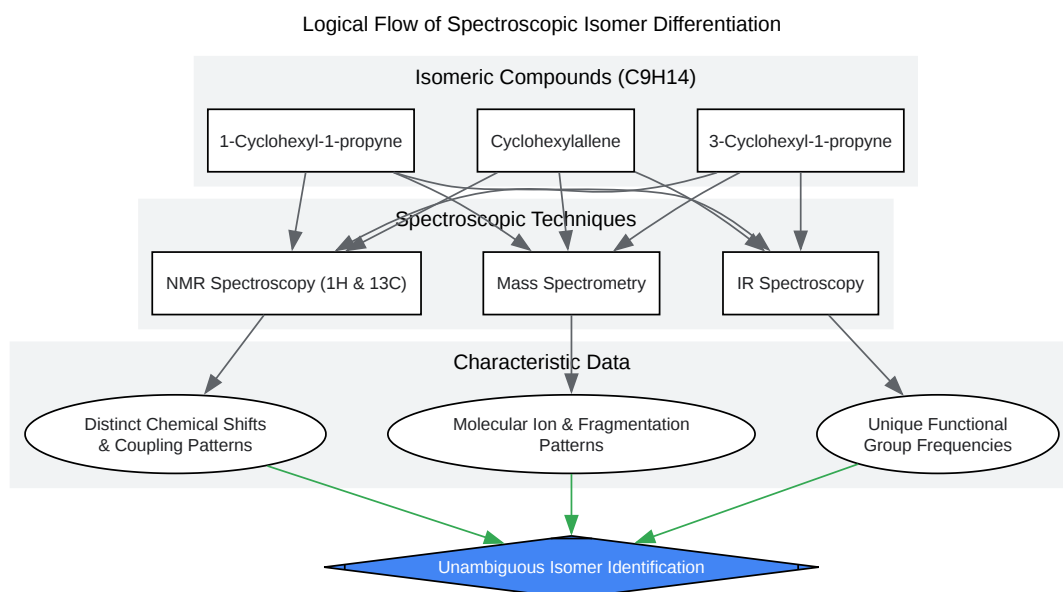 Logical Flow of Spectroscopic Isomer Differentiation
Isomeric Compounds (C9H14)
1-Cyclohexyl-1-propyne
Cyclohexylallene
3-Cyclohexyl-1-propyne
Spectroscopic Techniques
NMR Spectroscopy (1H & 13C)
Mass Spectrometry
IR Spectroscopy
Characteristic Data
Distinct Chemical Shifts
& Coupling Patterns
Molecular Ion & Fragmentation
Patterns
Unique Functional
Group Frequencies
Unambiguous Isomer Identification